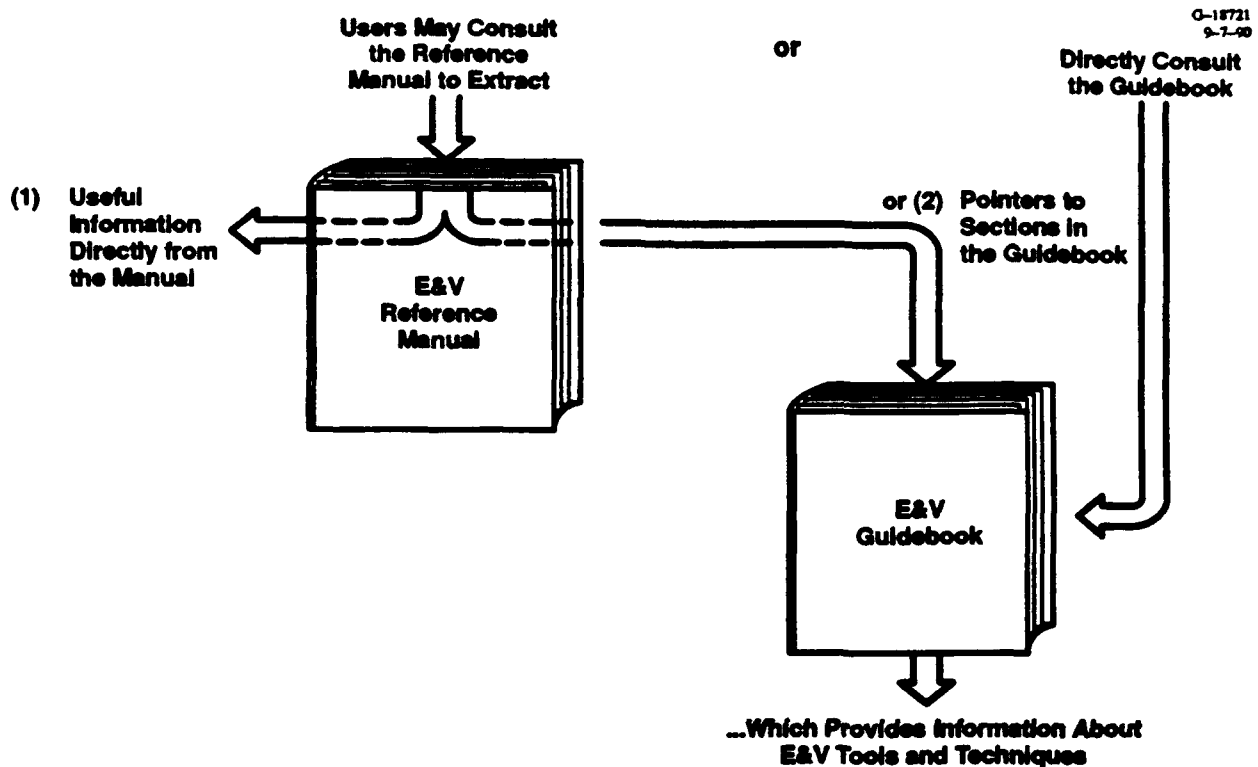 G-18721
9-7-90
Users May Consult
the Reference
Manual to Extract
or
Directly Consult
the Guidebook
(1) Useful
Information
Directly from
the Manual
or (2) Pointers to
Sections in
the Guidebook
E&V
Reference
Manual
E&V
Guidebook
...Which Provides Information About
E&V Tools and Techniques